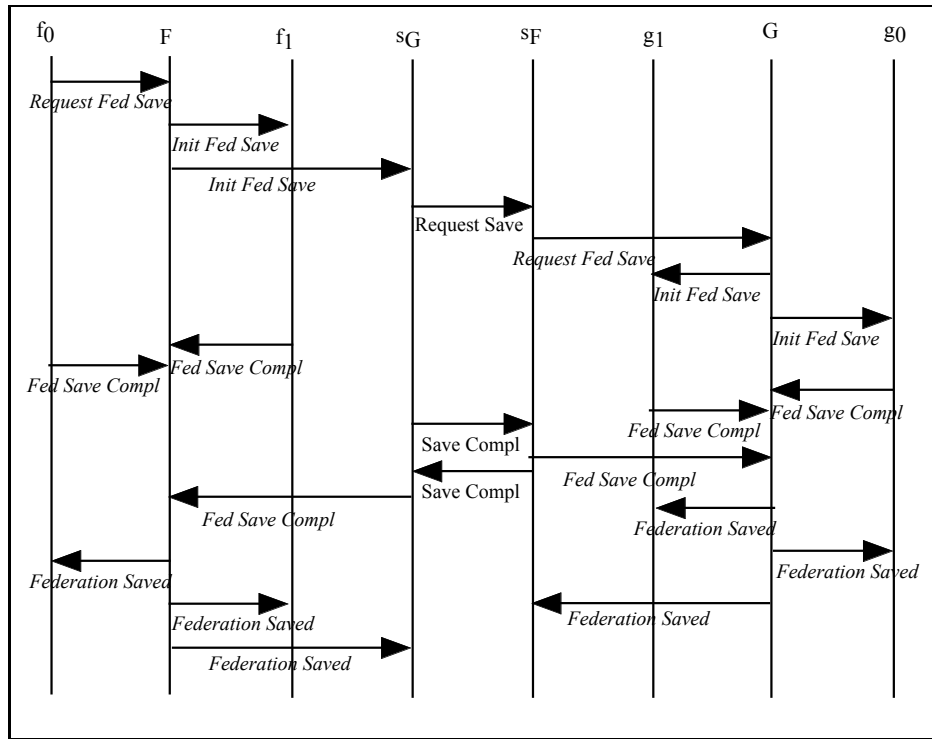 f0 F f1 sG sF g1 G g0
Request Fed Save
Init Fed Save
Init Fed Save
Request Save
Request Fed Save
Init Fed Save
Init Fed Save
Fed Save Compl
Fed Save Compl
Fed Save Compl
Fed Save Compl
Save Compl
Fed Save Compl
Save Compl
Fed Save Compl
Federation Saved
Federation Saved
Federation Saved
Federation Saved
Federation Saved
Federation Saved